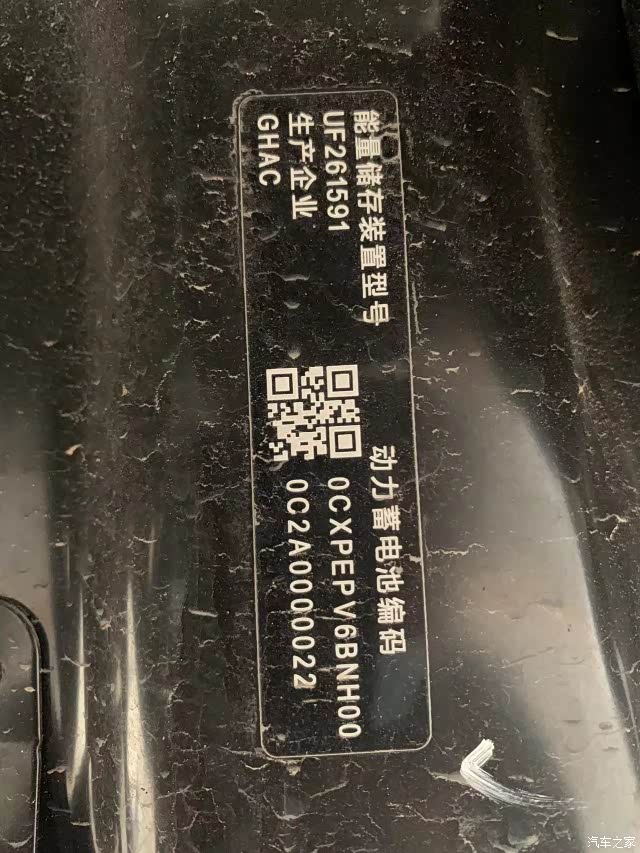 能量储存装置型号
UF261591
生产企业
GHAC
动力蓄电池编码
0CXPEPV6BNH00
0C2A0000022
汽车之家